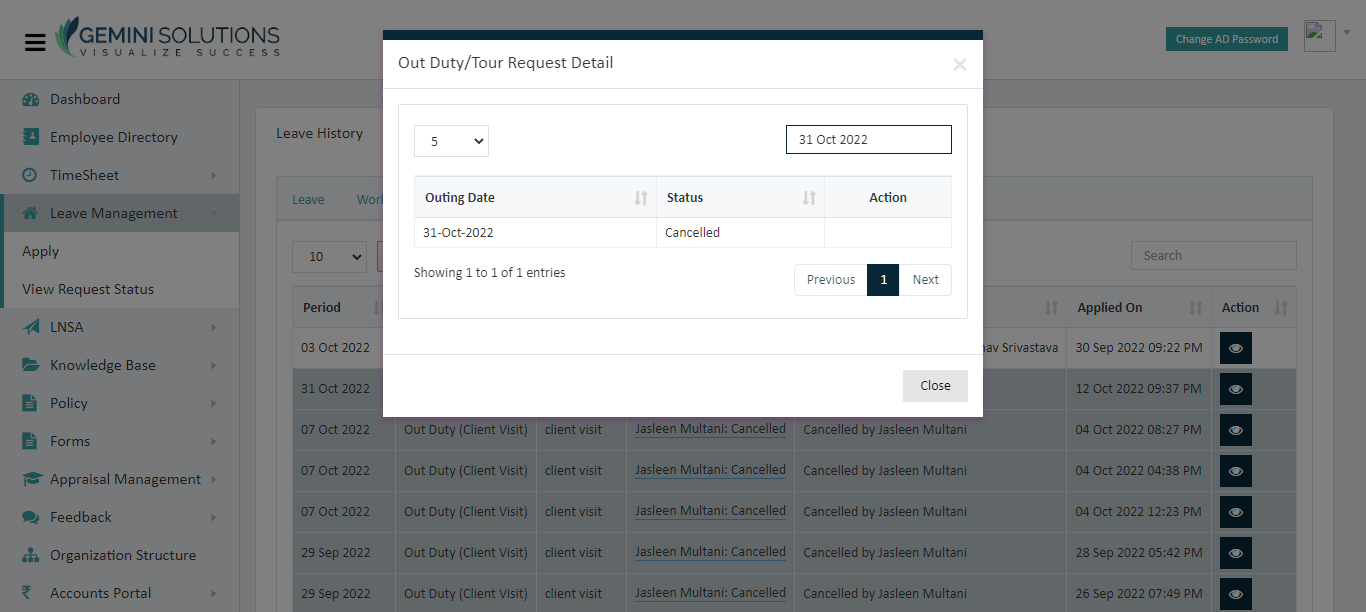 GEMINI SOLUTIONS
VISUALIZE SUCCESS
Change AD Password
Dashboard
Employee Directory
TimeSheet
Leave Management
Apply
View Request Status
LNSA
Knowledge Base
Policy
Forms
Appraisal Management
Feedback
Organization Structure
Accounts Portal
Out Duty/Tour Request Detail
×
5
31 Oct 2022
Outing Date Status Action
31-Oct-2022 Cancelled
Showing 1 to 1 of 1 entries
Previous 1 Next
Close
Leave History
Leave
10
Search
Period Applied On Action
03 Oct 2022 Srivastava 30 Sep 2022 09:22 PM
31 Oct 2022 12 Oct 2022 09:37 PM
07 Oct 2022 Out Duty (Client Visit) client visit Jasleen Multani: Cancelled Cancelled by Jasleen Multani 04 Oct 2022 08:27 PM
07 Oct 2022 Out Duty (Client Visit) client visit Jasleen Multani: Cancelled Cancelled by Jasleen Multani 04 Oct 2022 04:38 PM
07 Oct 2022 Out Duty (Client Visit) client visit Jasleen Multani: Cancelled Cancelled by Jasleen Multani 04 Oct 2022 12:23 PM
29 Sep 2022 Out Duty (Client Visit) client visit Jasleen Multani: Cancelled Cancelled by Jasleen Multani 28 Sep 2022 05:42 PM
29 Sep 2022 Out Duty (Client Visit) client visit Jasleen Multani: Cancelled Cancelled by Jasleen Multani 26 Sep 2022 07:49 PM